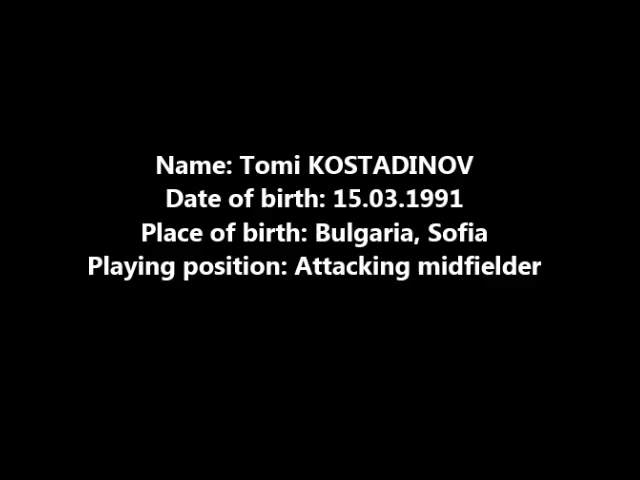 Name: Tomi KOSTADINOV
Date of birth: 15.03.1991
Place of birth: Bulgaria, Sofia
Playing position: Attacking midfielder